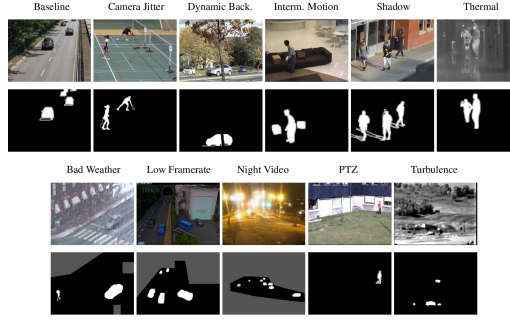 Baseline
Camera Jitter
Dynamic Back.
Interm. Motion
Shadow
Thermal
Bad Weather
Low Framerate
Night Video
PTZ
Turbulence